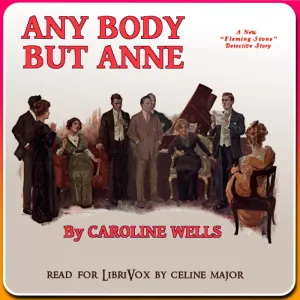 ANY BODY
BUT ANNE
A New
"Fleming Stone"
Detective Story
By CAROLINE WELLS
READ FOR LIBRIVOX BY CELINE MAJOR